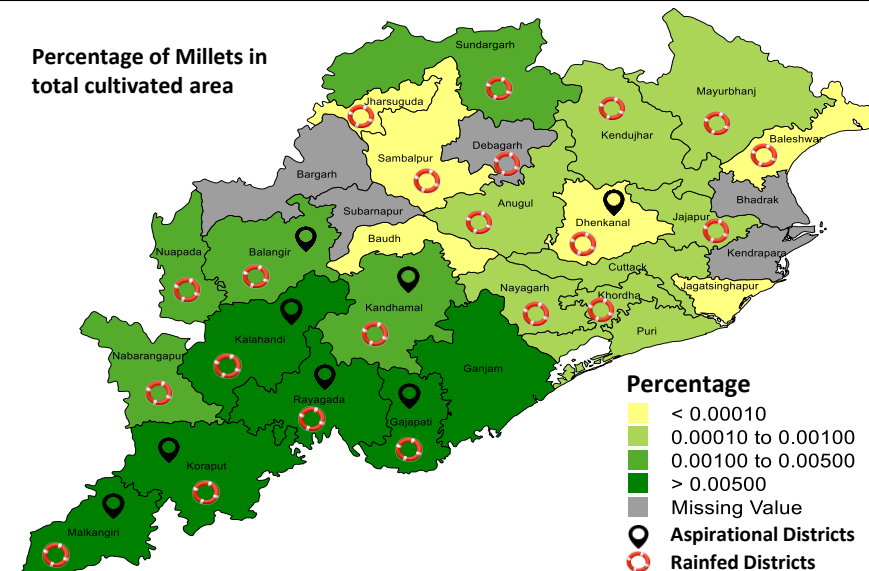 Percentage of Millets in
total cultivated area
Sundargarh
Mayurbhanj
Jharsuguda
Kendujhar
Baleshwar
Debagarh
Sambalpur
Bargarh
Bhadrak
Anugul
Subarnapur
Jajapur
Dhenkanal
Baudh
Nuapada
Balangir
Kendrapara
Cuttack
Jagatsinghapur
Nayagarh
Khordha
Kandhamal
Puri
Kalahandi
Nabarangapur
Ganjam
Rayagada
Gajapati
Koraput
Malkangiri
Percentage
< 0.00010
0.00010 to 0.00100
0.00100 to 0.00500
> 0.00500
Missing Value
Aspirational Districts
Rainfed Districts